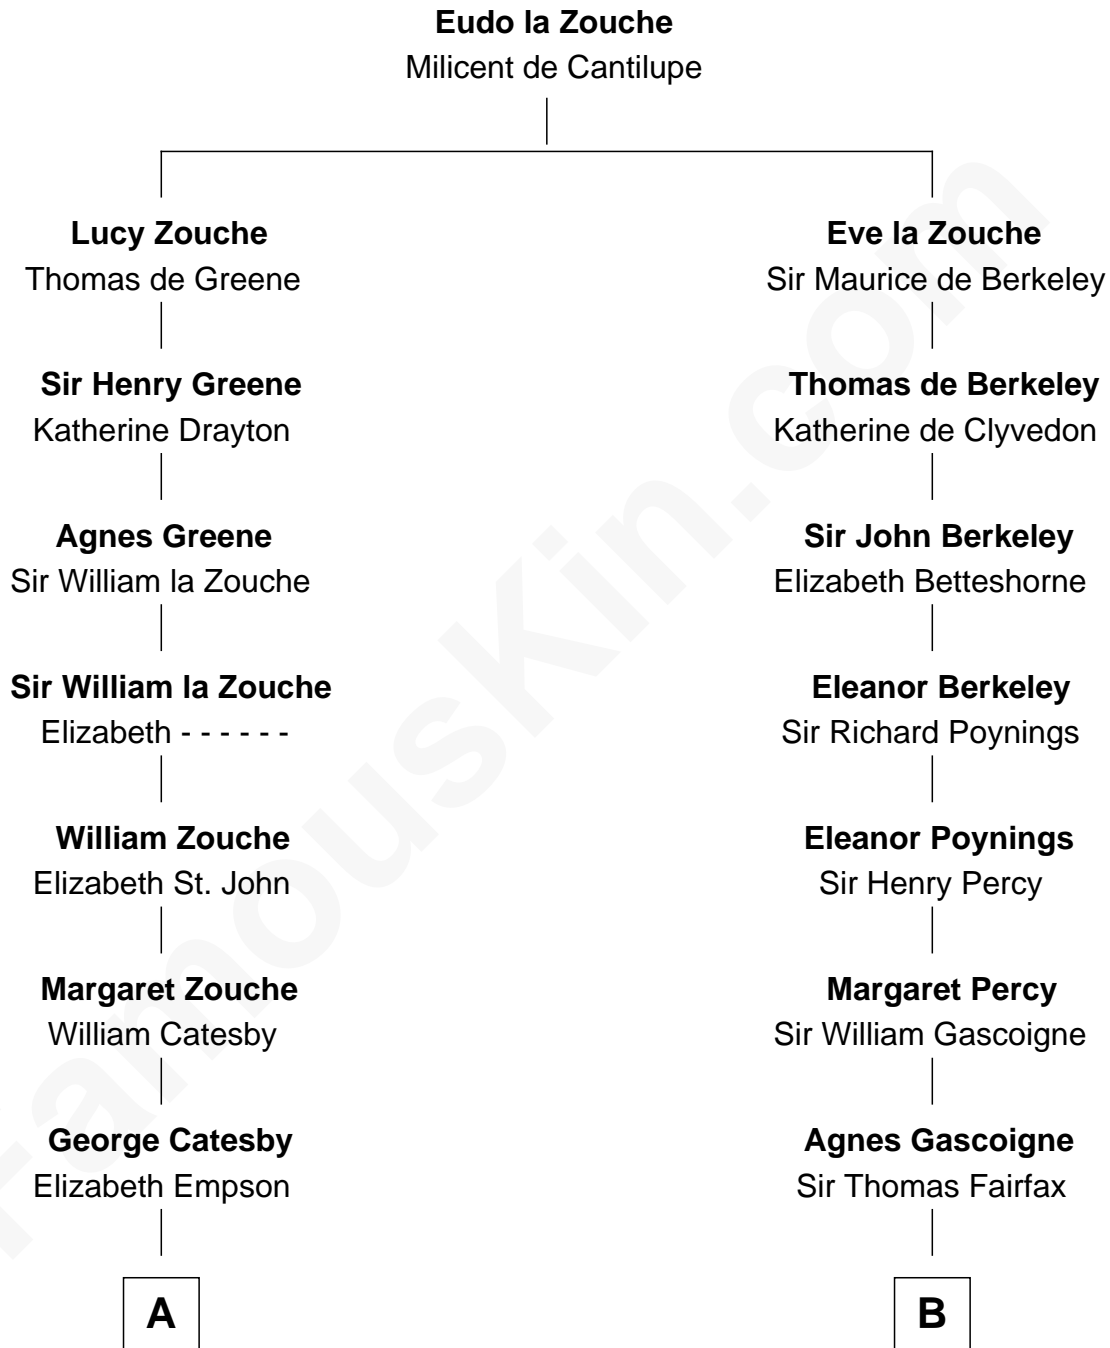 Eudo la Zouche
Milicent de Cantilupe
Lucy Zouche
Thomas de Greene
Eve la Zouche
Sir Maurice de Berkeley
Sir Henry Greene
Katherine Drayton
Thomas de Berkeley
Katherine de Clyvedon
Agnes Greene
Sir William la Zouche
Sir John Berkeley
Elizabeth Betteshorne
Sir William la Zouche
Elizabeth - - - - - -
Eleanor Berkeley
Sir Richard Poynings
William Zouche
Elizabeth St. John
Eleanor Poynings
Sir Henry Percy
Margaret Zouche
William Catesby
Margaret Percy
Sir William Gascoigne
George Catesby
Elizabeth Empson
Agnes Gascoigne
Sir Thomas Fairfax
A
B
FamousKin.com